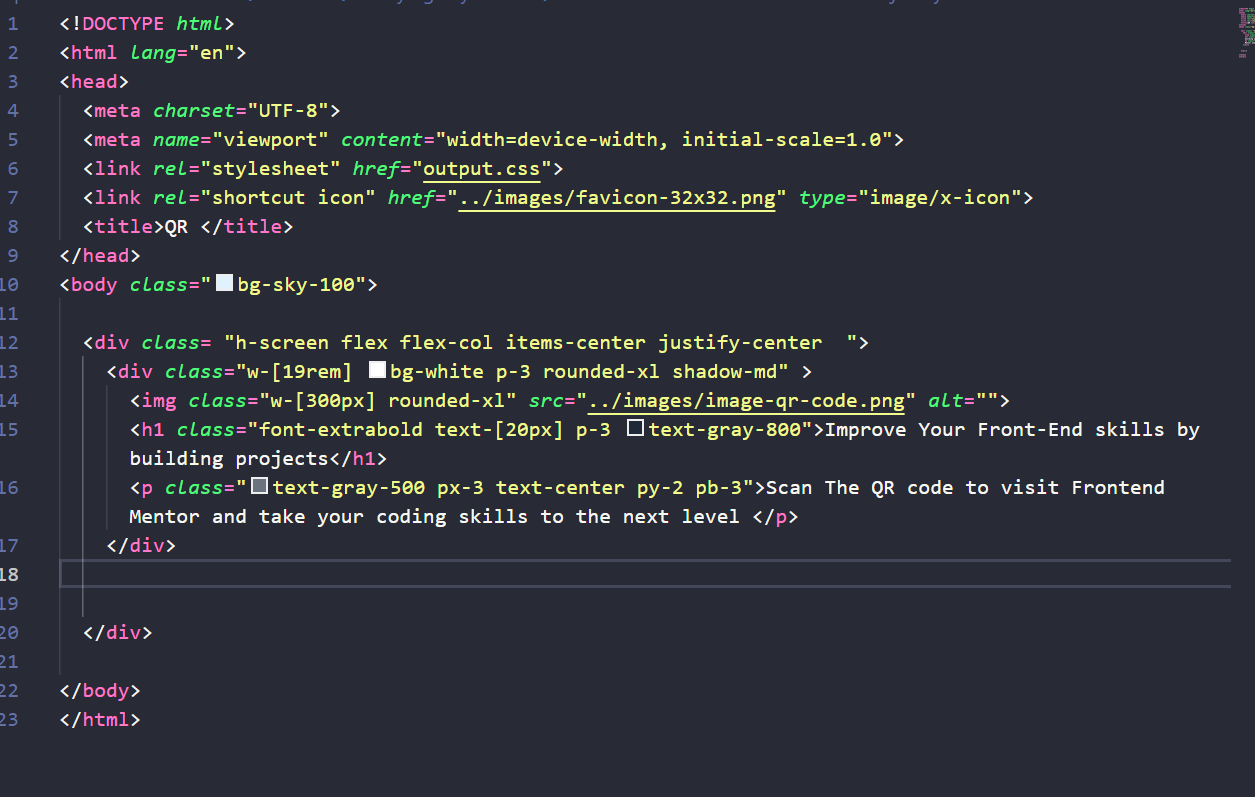 1 <!DOCTYPE html>
2 <html lang="en">
3 <head>
4 <meta charset="UTF-8">
5 <meta name="viewport" content="width=device-width, initial-scale=1.0">
6 <link rel="stylesheet" href="output.css">
7 <link rel="shortcut icon" href="../images/favicon-32x32.png" type="image/x-icon">
8 <title>QR </title>
9 </head>
10 <body class="bg-sky-100">
11
12 <div class= "h-screen flex flex-col items-center justify-center  ">
13 <div class="w-[19rem] bg-white p-3 rounded-xl shadow-md" >
14 <img class="w-[300px] rounded-xl" src="../images/image-qr-code.png" alt="">
15 <h1 class="font-extrabold text-[20px] p-3 text-gray-800">Improve Your Front-End skills by
building projects</h1>
16 <p class="text-gray-500 px-3 text-center py-2 pb-3">Scan The QR code to visit Frontend
Mentor and take your coding skills to the next level </p>
17 </div>
18
19
20 </div>
21
22 </body>
23 </html>